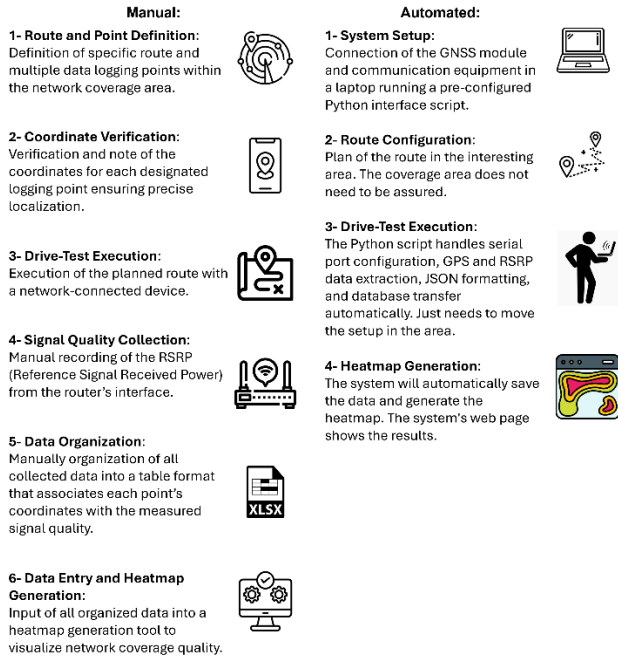 Manual:
1- Route and Point Definition:
Definition of specific route and
multiple data logging points within
the network coverage area.
2- Coordinate Verification:
Verification and note of the
coordinates for each designated
logging point ensuring precise
localization.
3- Drive-Test Execution:
Execution of the planned route with
a network-connected device.
4- Signal Quality Collection:
Manual recording of the RSRP
(Reference Signal Received Power)
from the router's interface.
5- Data Organization:
Manually organization of all
collected data into a table format
that associates each point's
coordinates with the measured
signal quality.
XLSX
6- Data Entry and Heatmap
Generation:
Input of all organized data into a
heatmap generation tool to
visualize network coverage quality.
Automated:
1- System Setup:
Connection of the GNSS module
and communication equipment in
a laptop running a pre-configured
Python interface script.
2- Route Configuration:
Plan of the route in the interesting
area. The coverage area does not
need to be assured.
3- Drive-Test Execution:
The Python script handles serial
port configuration, GPS and RSRP
data extraction, JSON formatting,
and database transfer
automatically. Just needs to move
the setup in the area.
4- Heatmap Generation:
The system will automatically save
the data and generate the
heatmap. The system's web page
shows the results.